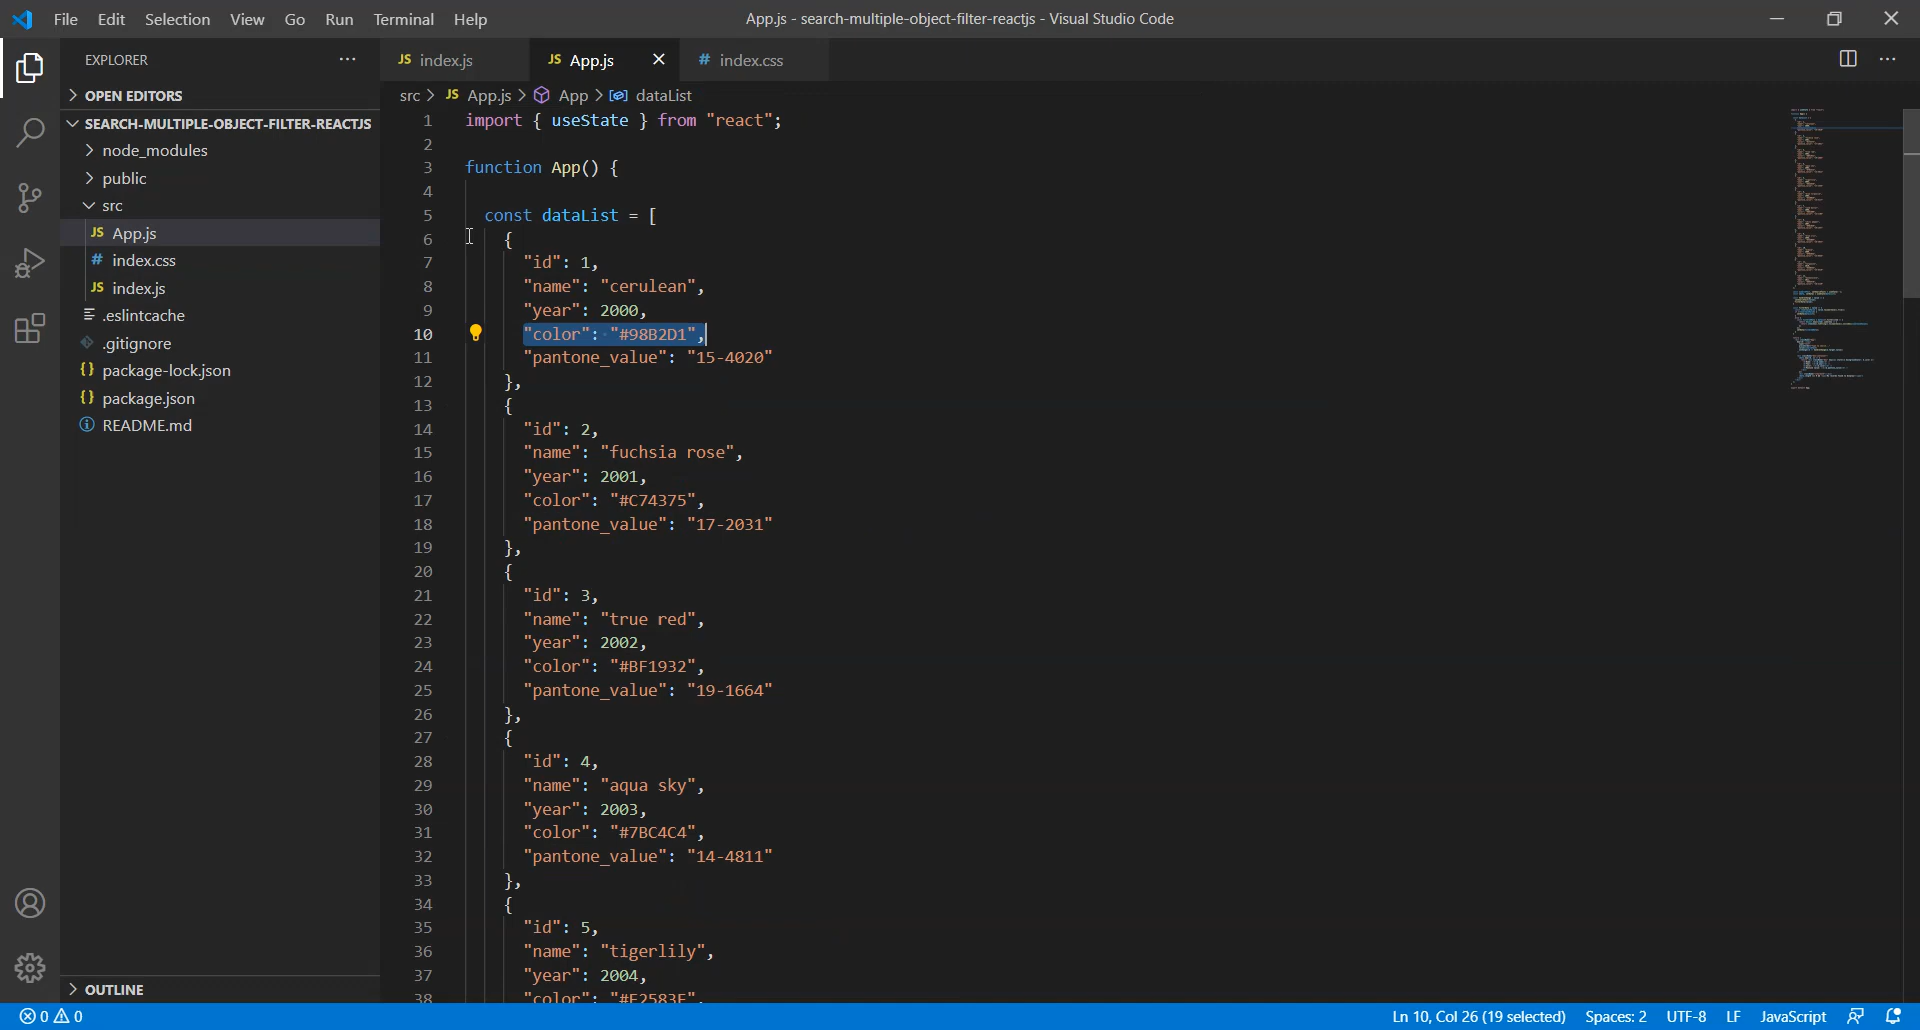 File Edit Selection View Go Run Terminal Help
App.js - search-multiple-object-filter-reactjs - Visual Studio Code
EXPLORER
OPEN EDITORS
SEARCH-MULTIPLE-OBJECT-FILTER-REACTJS
node_modules
public
src
JS App.js
# index.css
JS index.js
.eslintcache
.gitignore
{} package-lock.json
{} package.json
README.md
OUTLINE
JS index.js
JS App.js
# index.css
src > JS App.js > App > dataList
1 import { useState } from "react";
2
3 function App() {
4
5 const dataList = [
6 {
7 "id": 1,
8 "name": "cerulean",
9 "year": 2000,
10 "color": "#98B2D1",
11 "pantone_value": "15-4020"
12 },
13 {
14 "id": 2,
15 "name": "fuchsia rose",
16 "year": 2001,
17 "color": "#C74375",
18 "pantone_value": "17-2031"
19 },
20 {
21 "id": 3,
22 "name": "true red",
23 "year": 2002,
24 "color": "#BF1932",
25 "pantone_value": "19-1664"
26 },
27 {
28 "id": 4,
29 "name": "aqua sky",
30 "year": 2003,
31 "color": "#7BC4C4",
32 "pantone_value": "14-4811"
33 },
34 {
35 "id": 5,
36 "name": "tigerlily",
37 "year": 2004,
38 "color": "#E2583E",
0 0
Ln 10, Col 26 (19 selected) Spaces: 2 UTF-8 LF JavaScript